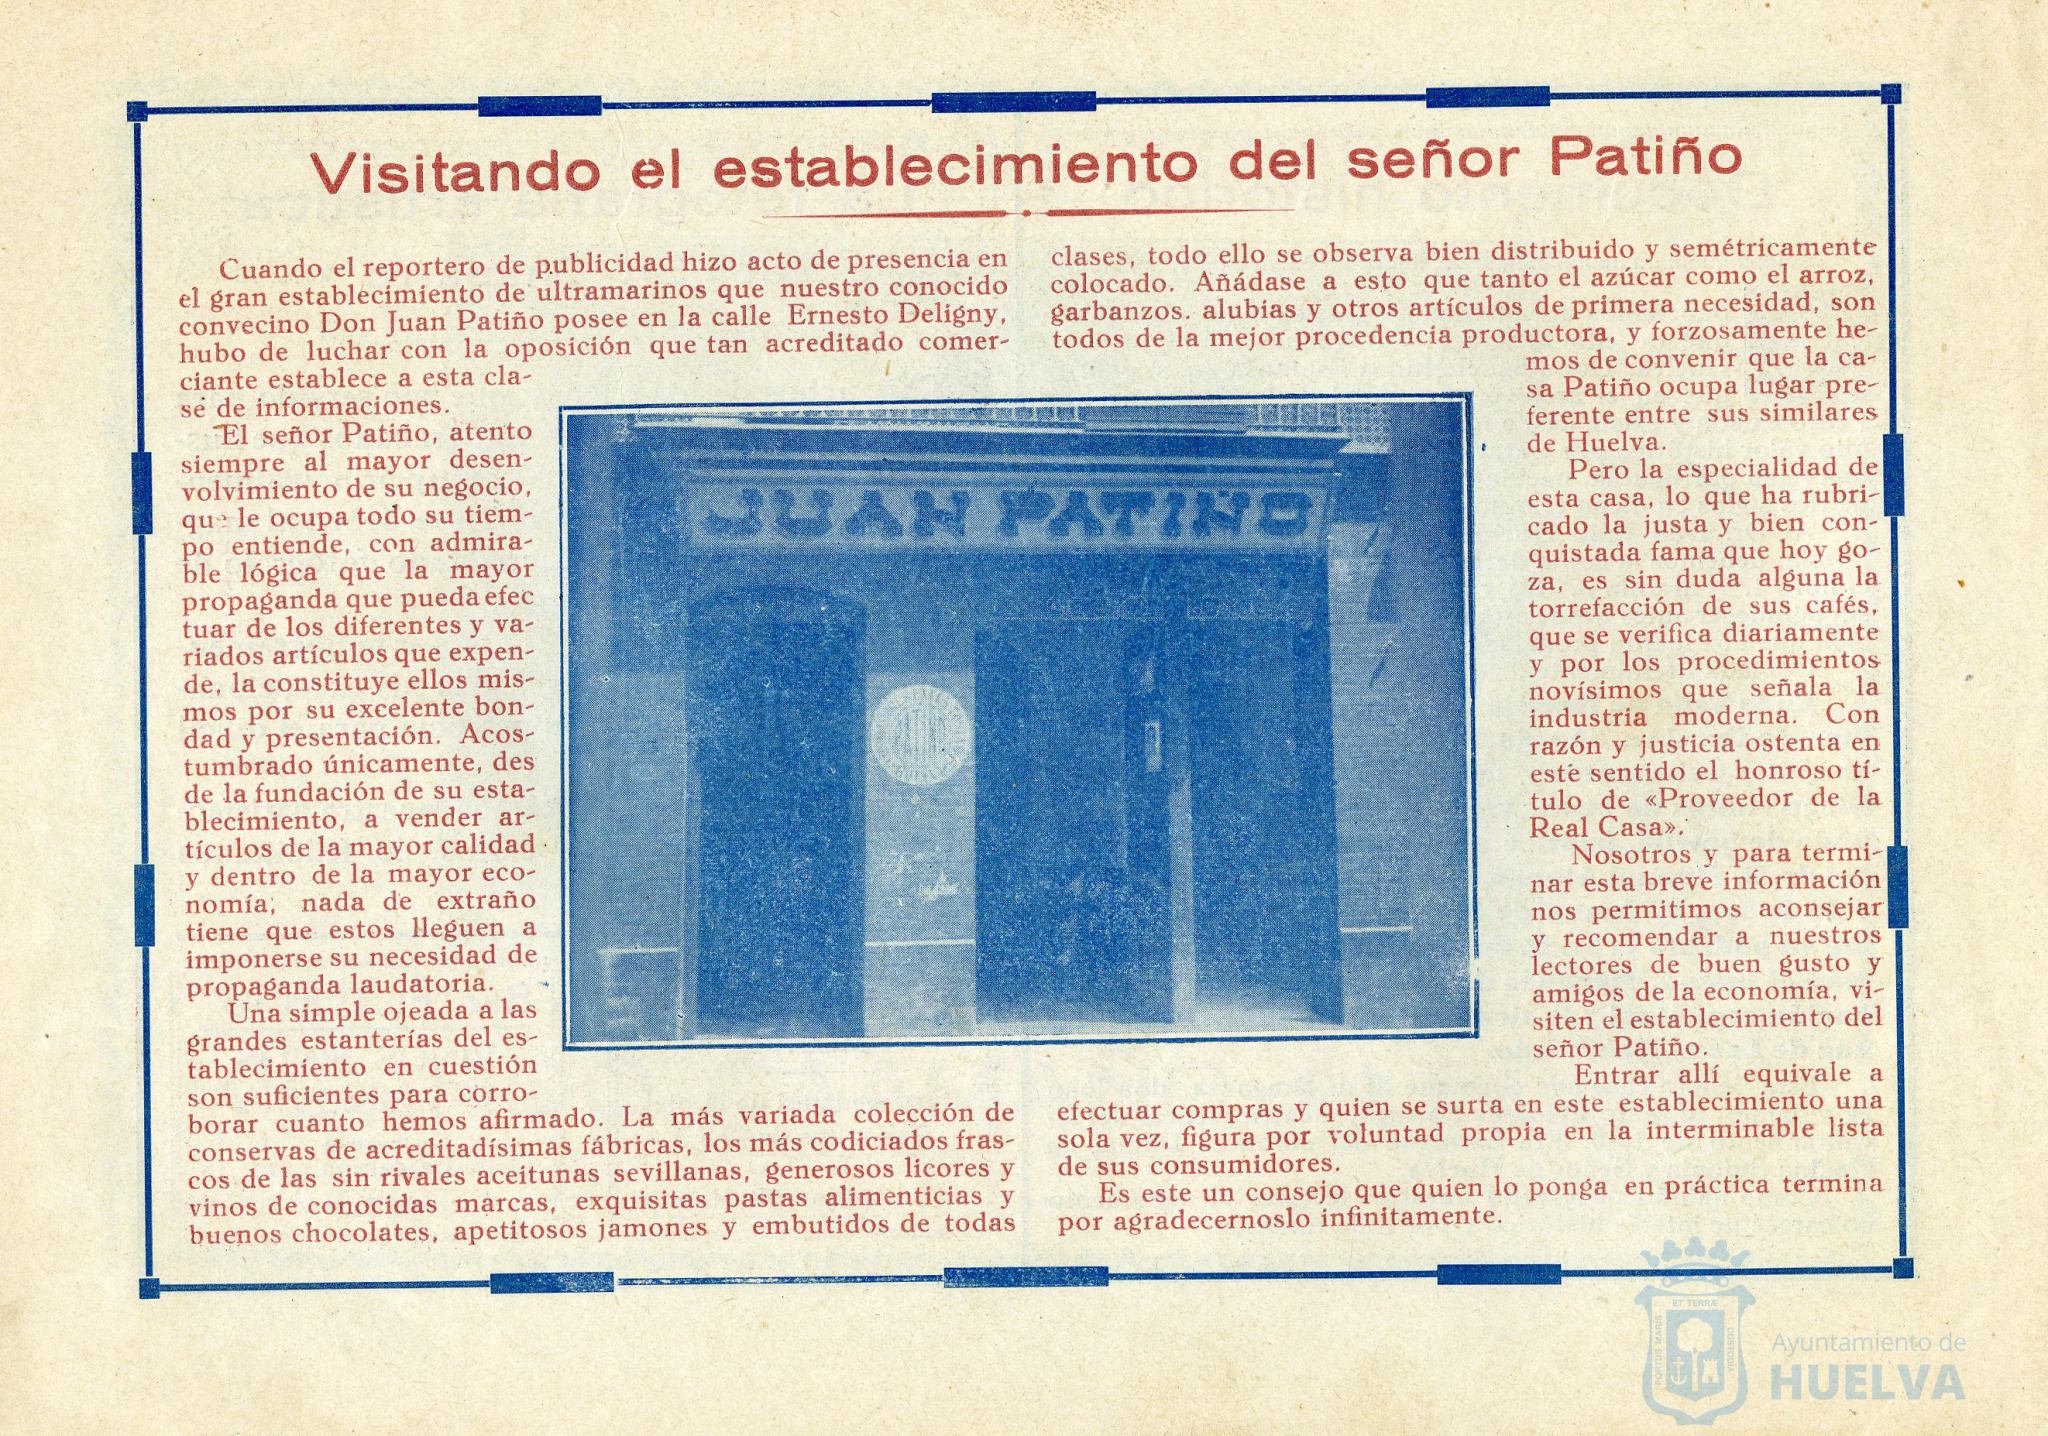 Visitando el establecimiento del señor Patiño
Cuando el reportero de publicidad hizo acto de presencia en
el gran establecimiento de ultramarinos que nuestro conocido
convecino Don Juan Patiño posee en la calle Ernesto Deligny,
hubo de luchar con la oposición que tan acreditado comer-
ciante establece a esta cla-
se de informaciones.
El señor Patiño, atento
siempre al mayor desen-
volvimiento de su negocio,
que le ocupa todo su tiem-
po entiende, con admira-
ble lógica que la mayor
propaganda que pueda efec
tuar de los diferentes y va-
riados artículos que expen-
de, la constituye ellos mis-
mos por su excelente bon-
dad y presentación. Acos-
tumbrado únicamente, des
de la fundación de su esta-
blecimiento, a vender ar-
tículos de la mayor calidad
y dentro de la mayor eco-
nomía; nada de extraño
tiene que estos lleguen a
imponerse su necesidad de
propaganda laudatoria.
Una simple ojeada a las
grandes estanterías del es-
tablecimiento en cuestión
son suficientes para corro-
borar cuanto hemos afirmado. La más variada colección de
conservas de acreditadísimas fábricas, los más codiciados fras-
cos de las sin rivales aceitunas sevillanas, generosos licores y
vinos de conocidas marcas, exquisitas pastas alimenticias y
buenos chocolates, apetitosos jamones y embutidos de todas
JUAN PATIÑO
PATIÑO
clases, todo ello se observa bien distribuido y semétricamente
colocado. Añádase a esto que tanto el azúcar como el arroz,
garbanzos. alubias y otros artículos de primera necesidad, son
todos de la mejor procedencia productora, y forzosamente he-
mos de convenir que la ca-
sa Patiño ocupa lugar pre-
ferente entre sus similares
de Huelva.
Pero la especialidad de
esta casa, lo que ha rubri-
cado la justa y bien con-
quistada fama que hoy go-
za, es sin duda alguna la
torrefacción de sus cafés,
que se verifica diariamente
y por los procedimientos
novísimos que señala la
industria moderna. Con
razón y justicia ostenta en
este sentido el honroso tí-
tulo de «Proveedor de la
Real Casa».
Nosotros y para termi-
nar esta breve información
nos permitimos aconsejar
y recomendar a nuestros
lectores de buen gusto y
amigos de la economía, vi-
siten el establecimiento del
señor Patiño.
Entrar allí equivale a
efectuar compras y quien se surta en este establecimiento una
sola vez, figura por voluntad propia en la interminable lista
de sus consumidores.
Es este un consejo que quien lo ponga en práctica termina
por agradecernoslo infinitamente.
PORTUS MARIS
ET TERRÆ
CUSTODIA
Ayuntamiento de
HUELVA